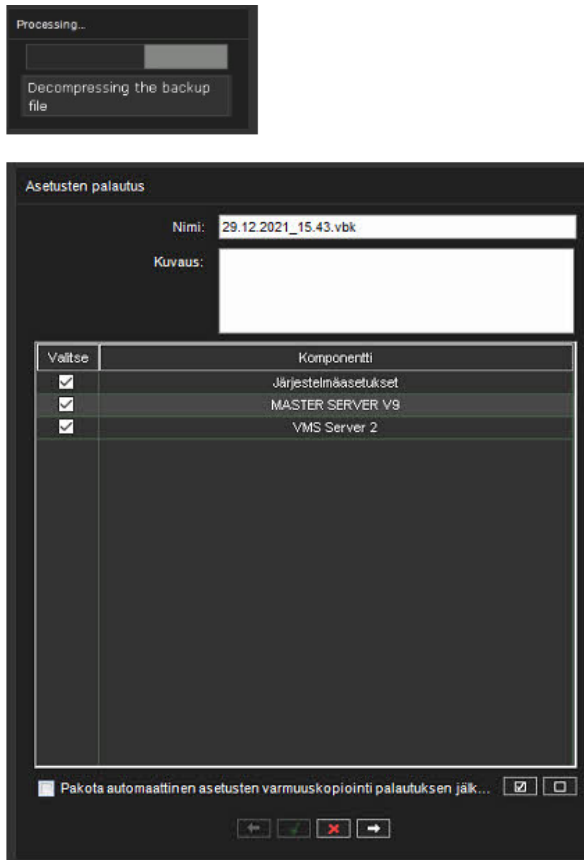 Processing...
Decompressing the backup
file
Asetusten palautus
Nimi: 29.12.2021_15.43.vbk
Kuvaus:
Valitse Komponentti
Järjestelmäasetukset
MASTER SERVER V9
VMS Server 2
Pakota automaattinen asetusten varmuuskopiointi palautuksen jälk...